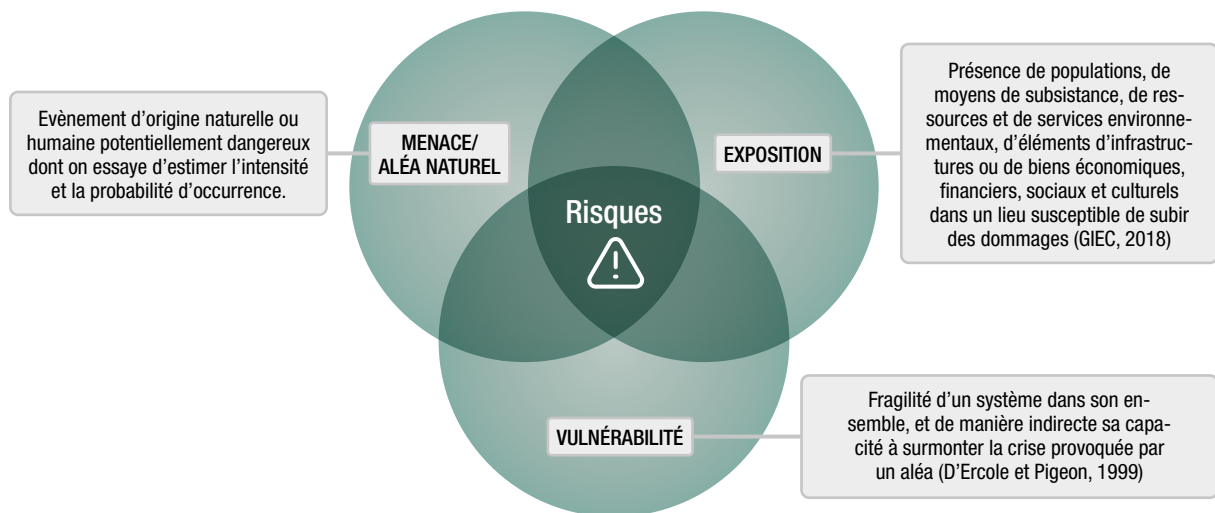 Evènement d’origine naturelle ou
humaine potentiellement dangereux
dont on essaye d’estimer l’intensité
et la probabilité d’occurrence.
MENACE/
ALÉA NATUREL
EXPOSITION
Présence de populations, de
moyens de subsistance, de res-
sources et de services environne-
mentaux, d’éléments d’infrastruc-
tures ou de biens économiques,
financiers, sociaux et culturels
dans un lieu susceptible de subir
des dommages (GIEC, 2018)
Risques
VULNÉRABILITÉ
Fragilité d’un système dans son en-
semble, et de manière indirecte sa capa-
cité à surmonter la crise provoquée par
un aléa (D’Ercole et Pigeon, 1999)